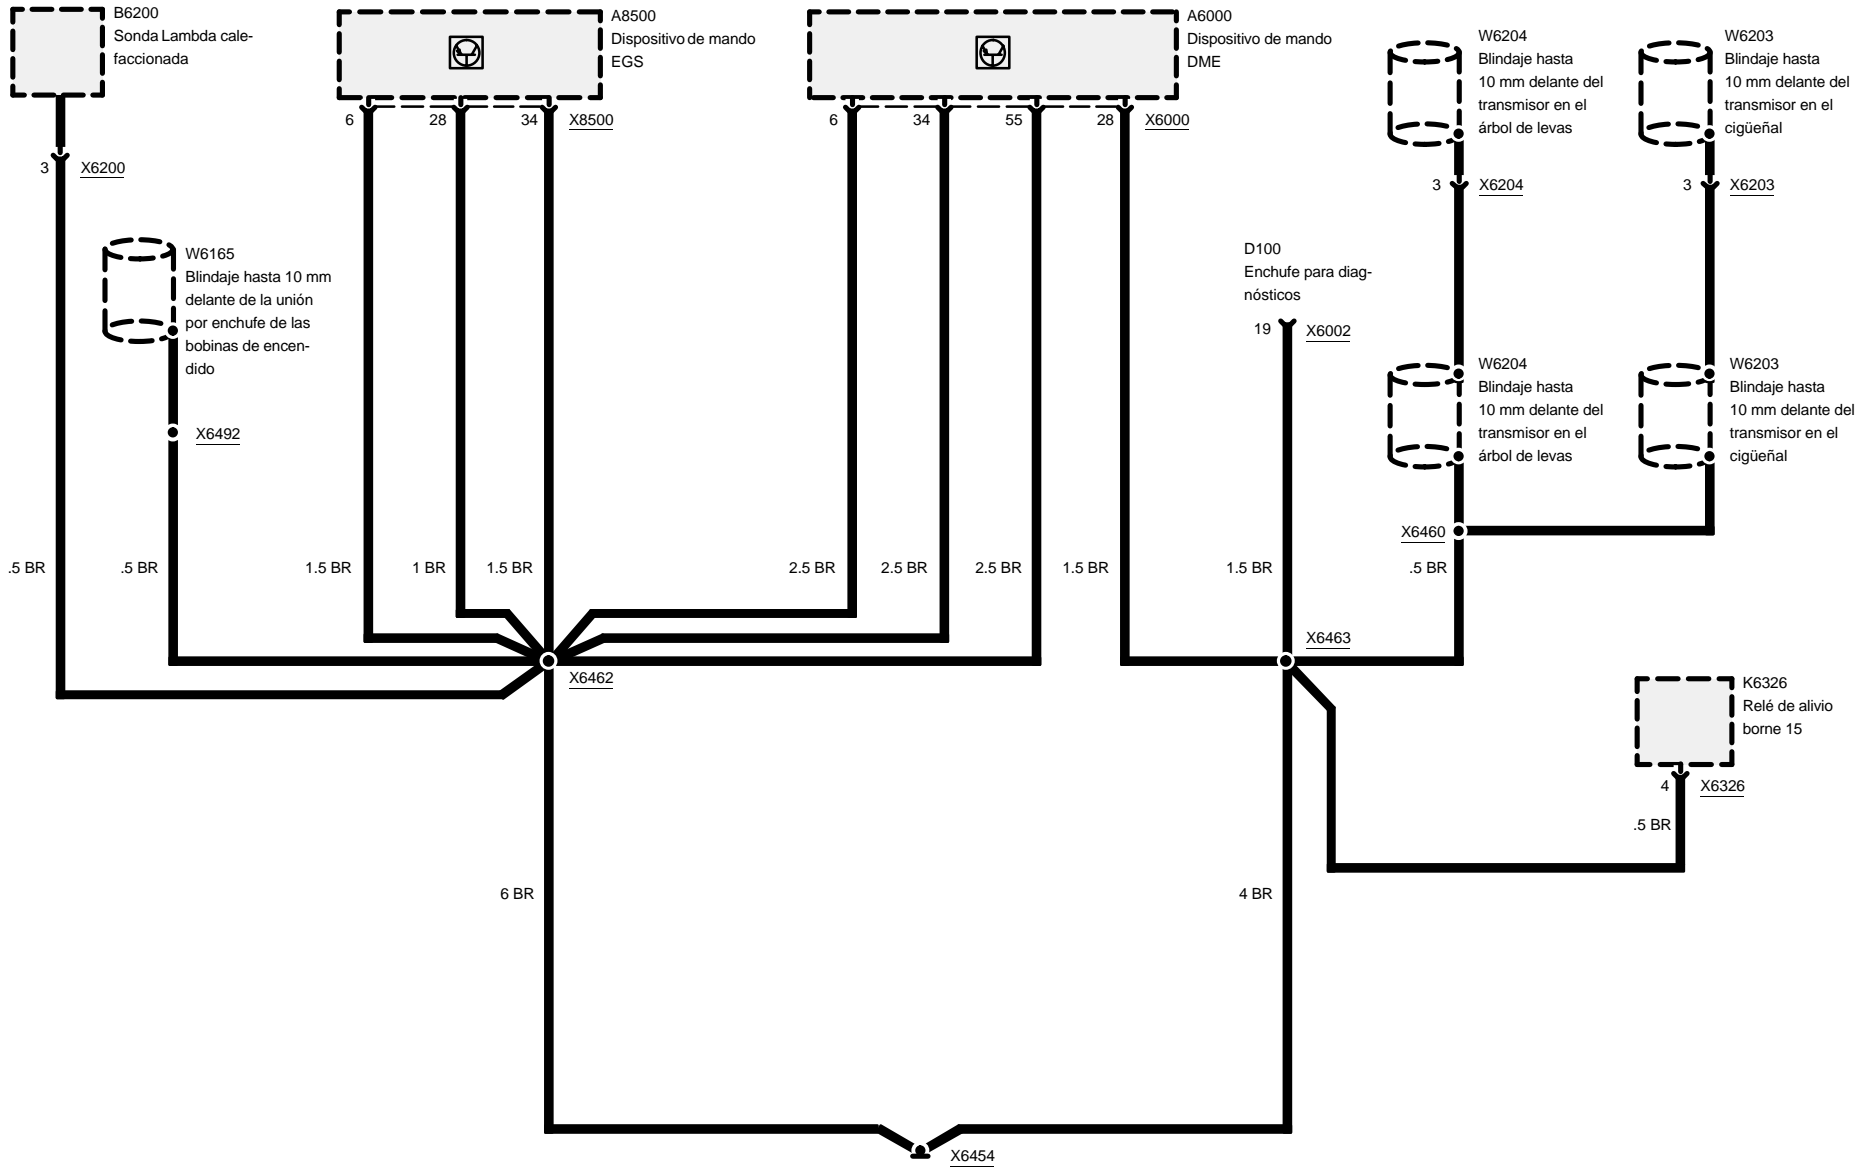 B6200
Sonda Lambda cale-
faccionada
A8500
Dispositivo de mando
EGS
A6000
Dispositivo de mando
DME
W6204
Blindaje hasta
10 mm delante del
transmisor en el
árbol de levas
W6203
Blindaje hasta
10 mm delante del
transmisor en el
cigüeñal
6
28
34
X8500
6
34
55
28
X6000
3
X6200
3
X6204
3
X6203
W6165
Blindaje hasta 10 mm
delante de la unión
por enchufe de las
bobinas de encen-
dido
D100
Enchufe para diag-
nósticos
19
X6002
W6204
Blindaje hasta
10 mm delante del
transmisor en el
árbol de levas
W6203
Blindaje hasta
10 mm delante del
transmisor en el
cigüeñal
X6492
X6460
.5 BR
.5 BR
1.5 BR
1 BR
1.5 BR
2.5 BR
2.5 BR
2.5 BR
1.5 BR
1.5 BR
.5 BR
X6463
X6462
K6326
Relé de alivio
borne 15
4
X6326
.5 BR
6 BR
4 BR
X6454